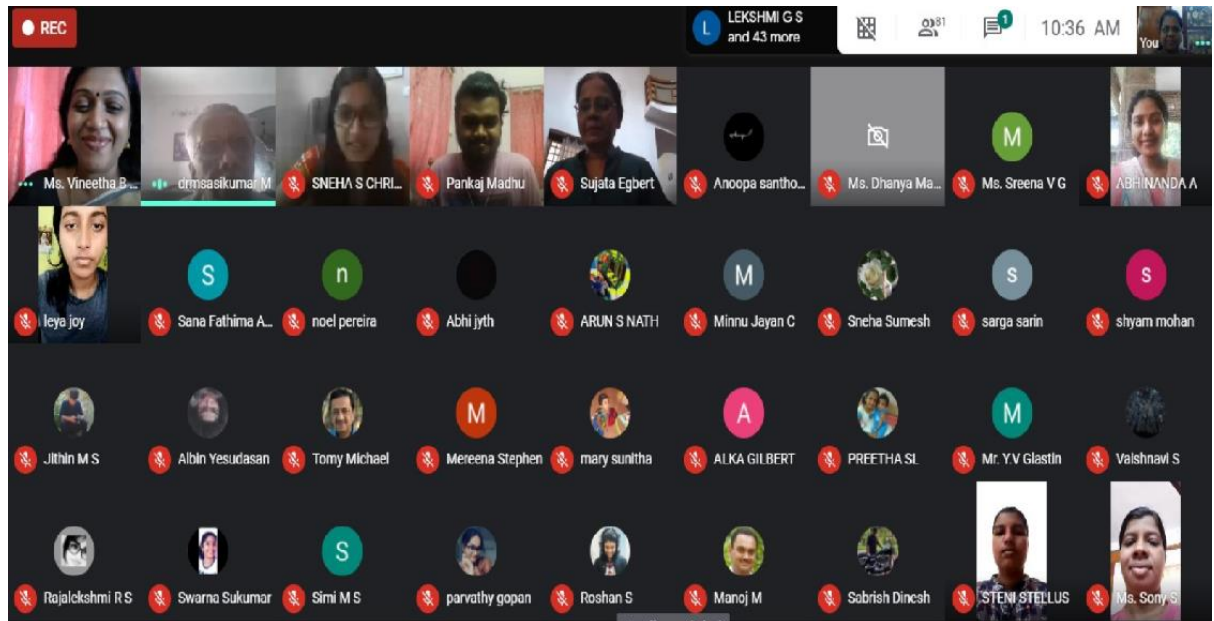 REC
L
LEKSHMI G S
and 43 more
81
1
10:36 AM
You
Ms. Vineetha B ...
drmsasikumar M
SNEHA S CHRI...
Pankaj Madhu
Sujata Egbert
Anoopa santho...
Ms. Dhanya Ma...
M
Ms. Sreena V G
ABHINANDA A
leya joy
S
Sana Fathima A...
n
noel pereira
Abhi jyth
ARUN S NATH
M
Minnu Jayan C
Sneha Sumesh
s
sarga sarin
s
shyam mohan
Jithin M S
Albin Yesudasan
Tomy Michael
M
Mereena Stephen
mary sunitha
A
ALKA GILBERT
PREETHA SL
M
Mr. Y.V Glastin
Vaishnavi S
Rajalekshmi R S
Swarna Sukumar
S
Simi M S
parvathy gopan
Roshan S
Manoj M
Sabrish Dinesh
STENI STELLUS
Ms. Sony S